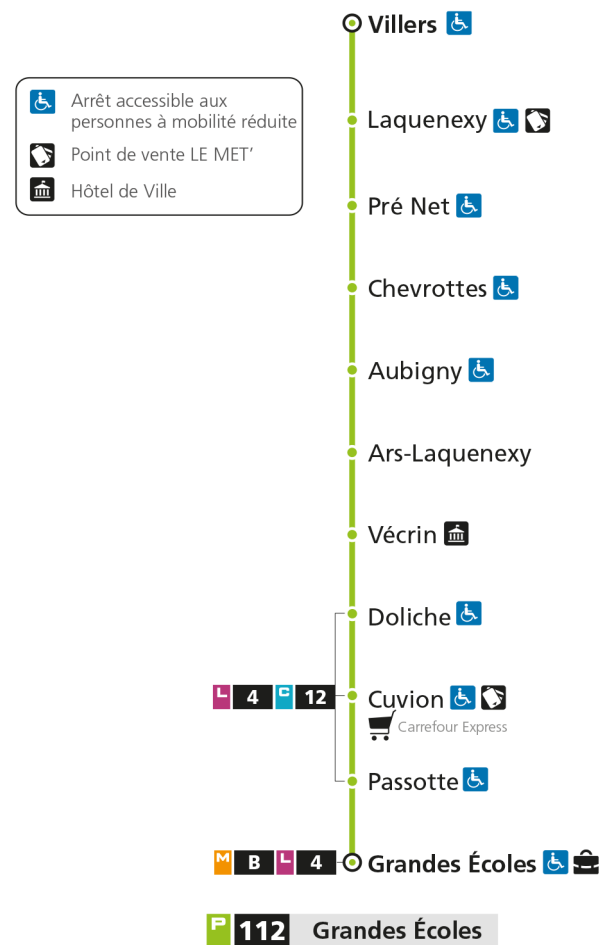 Villers
Arrêt accessible aux
personnes à mobilité réduite
Point de vente LE MET’
Hôtel de Ville
Laquenexy
Pré Net
Chevrottes
Aubigny
Ars-Laquenexy
Vécrin
Doliche
L 4 C 12 Cuvion
Carrefour Express
Passotte
M B L 4 Grandes Écoles
P 112 Grandes Écoles